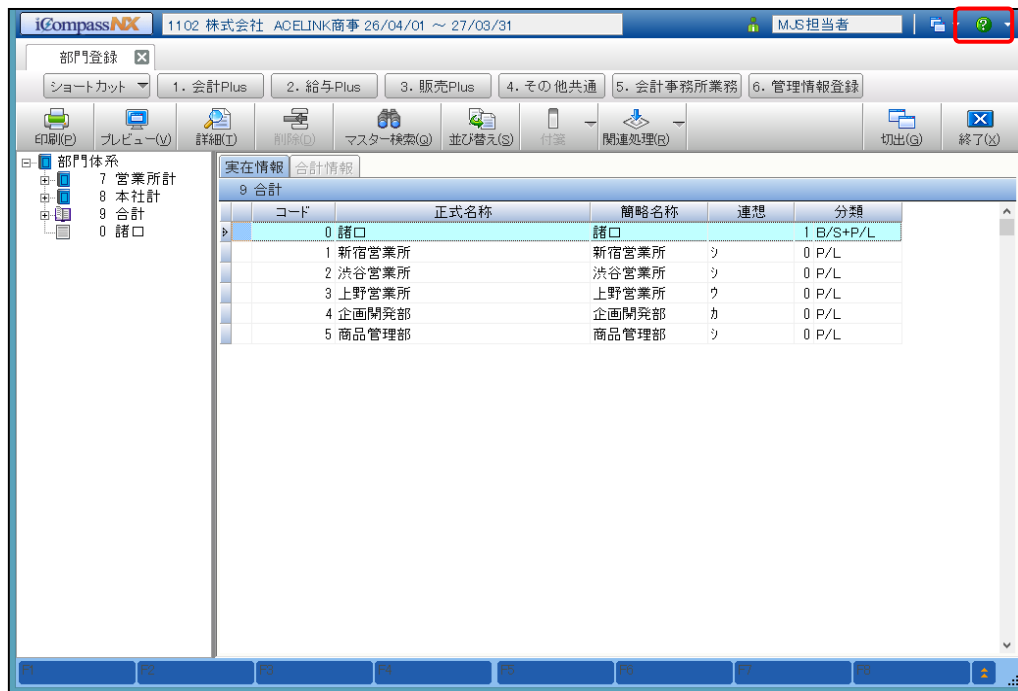 iCompassNX 1102 株式会社 ACELINK商事 26/04/01 ～ 27/03/31 MJS担当者
部門登録
ショートカット 1. 会計Plus 2. 給与Plus 3. 販売Plus 4. その他共通 5. 会計事務所業務 6. 管理情報登録
印刷(P) プレビュー(V) 詳細(T) 削除(D) マスター検索(Q) 並び替え(S) 付箋 関連処理(R) 切出(G) 終了(X)
部門体系
7 営業所計
8 本社計
9 合計
0 諸口
実在情報 合計情報
9 合計
コード 正式名称 簡略名称 連想 分類
0 諸口 諸口 1 B/S+P/L
1 新宿営業所 新宿営業所 ｼ 0 P/L
2 渋谷営業所 渋谷営業所 ｼ 0 P/L
3 上野営業所 上野営業所 ｳ 0 P/L
4 企画開発部 企画開発部 ｶ 0 P/L
5 商品管理部 商品管理部 ｼ 0 P/L
F1 F2 F3 F4 F5 F6 F7 F8